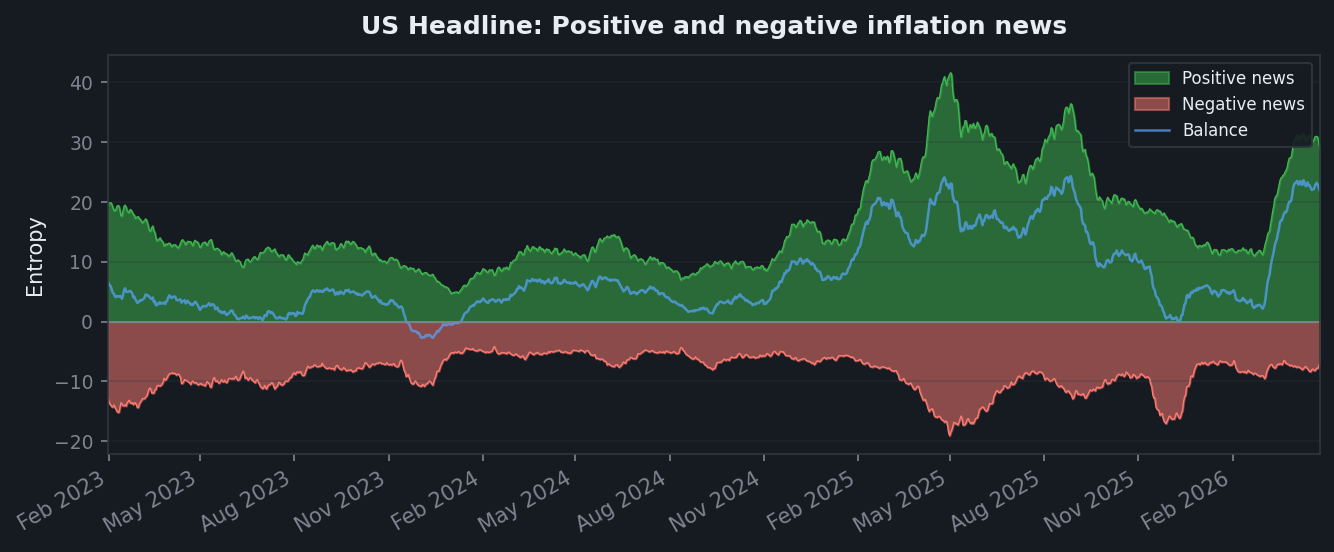 US Headline: Positive and negative inflation news
Positive news
Negative news
Balance
Entropy
40
30
20
10
0
−10
−20
Feb 2023
May 2023
Aug 2023
Nov 2023
Feb 2024
May 2024
Aug 2024
Nov 2024
Feb 2025
May 2025
Aug 2025
Nov 2025
Feb 2026